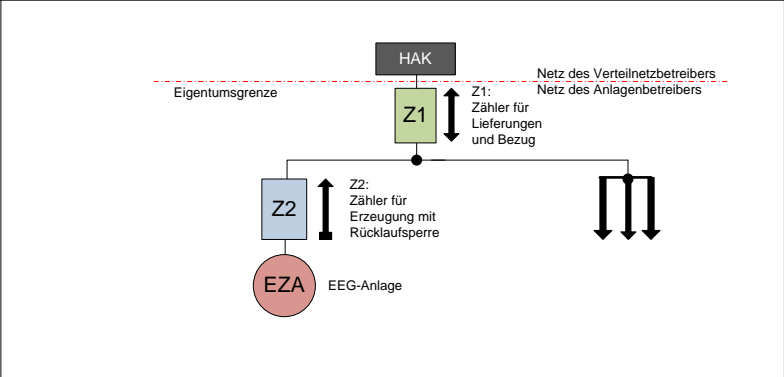 HAK
Netz des Verteilnetzbetreibers
Eigentumsgrenze
Netz des Anlagenbetreibers
Z1
Z1:
Zähler für
Lieferungen
und Bezug
Z2
Z2:
Zähler für
Erzeugung mit
Rücklaufsperre
EZA
EEG-Anlage